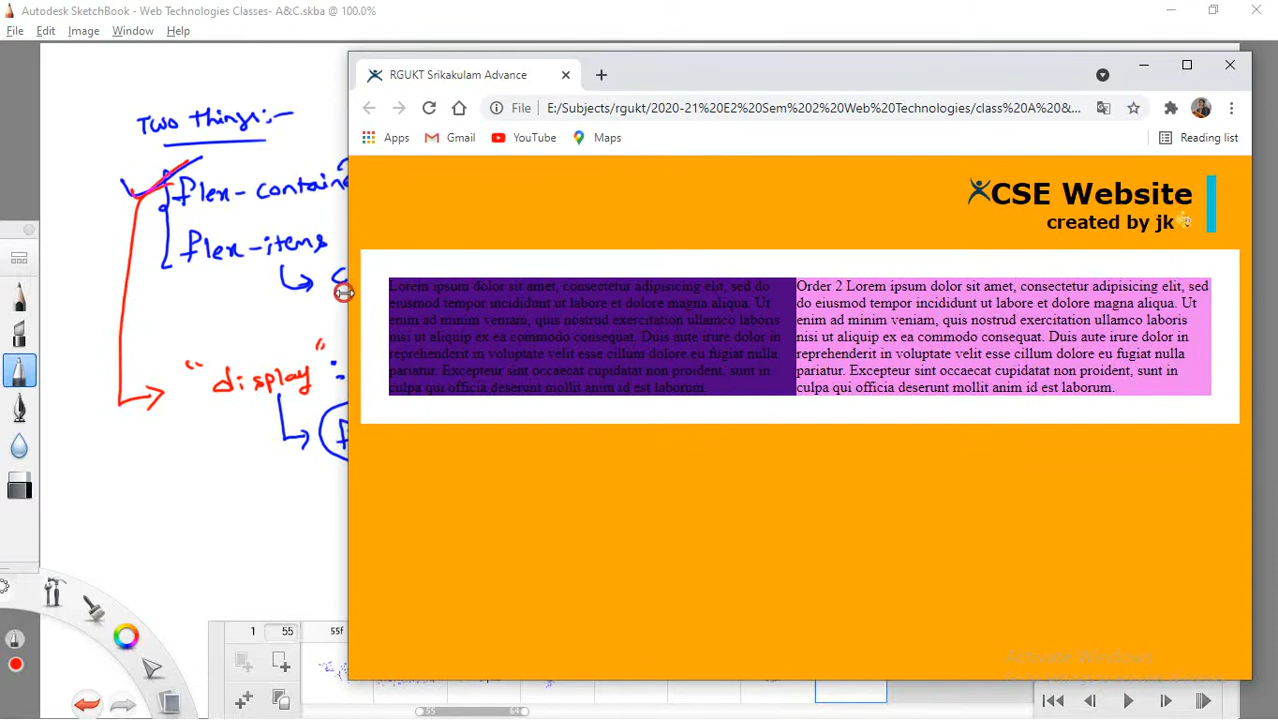 Autodesk SketchBook - Web Technologies Classes- A&C.skba @ 100.0%
File Edit Image Window Help
Two things:-
flex-contain
flex-items
"display"
RGUKT Srikakulam Advance
File E:/Subjects/rgukt/2020-21%20E2%20Sem%202%20Web%20Technologies/class%20A%20&...
Apps Gmail YouTube Maps Reading list
CSE Website
created by jk
Lorem ipsum dolor sit amet, consectetur adipisicing elit, sed do
eiusmod tempor incididunt ut labore et dolore magna aliqua. Ut
enim ad minim veniam, quis nostrud exercitation ullamco laboris
nisi ut aliquip ex ea commodo consequat. Duis aute irure dolor in
reprehenderit in voluptate velit esse cillum dolore eu fugiat nulla
pariatur. Excepteur sint occaecat cupidatat non proident, sunt in
culpa qui officia deserunt mollit anim id est laborum.
Order 2 Lorem ipsum dolor sit amet, consectetur adipisicing elit, sed
do eiusmod tempor incididunt ut labore et dolore magna aliqua. Ut
enim ad minim veniam, quis nostrud exercitation ullamco laboris
nisi ut aliquip ex ea commodo consequat. Duis aute irure dolor in
reprehenderit in voluptate velit esse cillum dolore eu fugiat nulla
pariatur. Excepteur sint occaecat cupidatat non proident, sunt in
culpa qui officia deserunt mollit anim id est laborum.
Activate Windows
1 55 55f
55 64